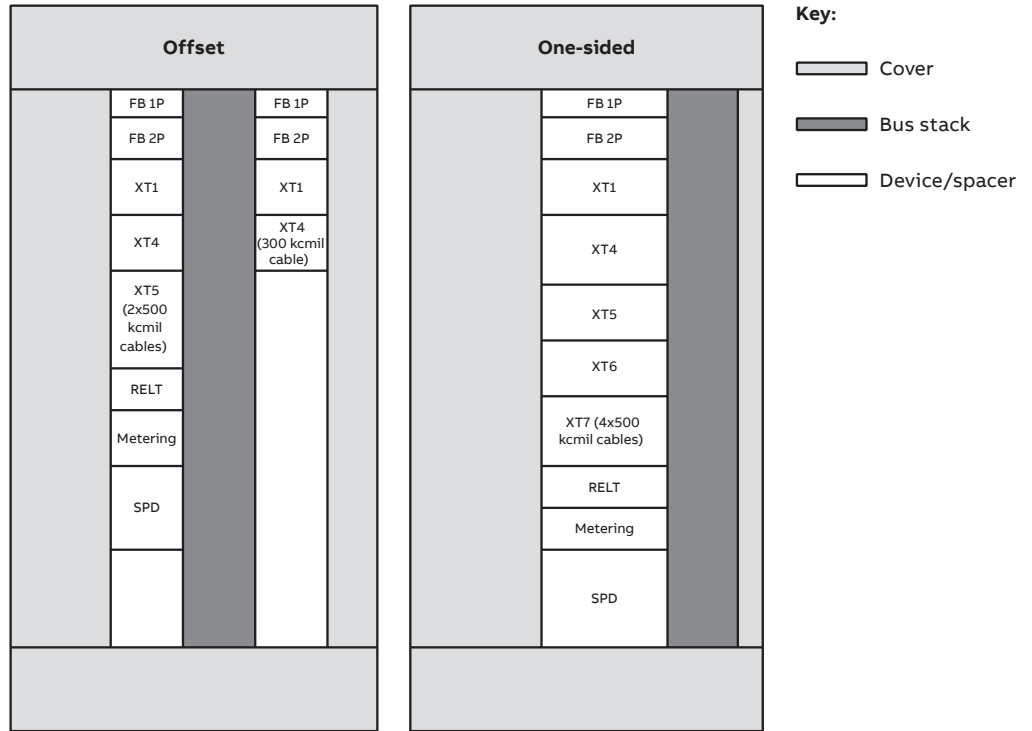 Offset
FB 1P
FB 2P
XT1
XT4
XT5
(2x500
kcmil
cables)
RELT
Metering
SPD
FB 1P
FB 2P
XT1
XT4
(300 kcmil
cable)
One-sided
FB 1P
FB 2P
XT1
XT4
XT5
XT6
XT7 (4x500
kcmil cables)
RELT
Metering
SPD
Key:
Cover
Bus stack
Device/spacer